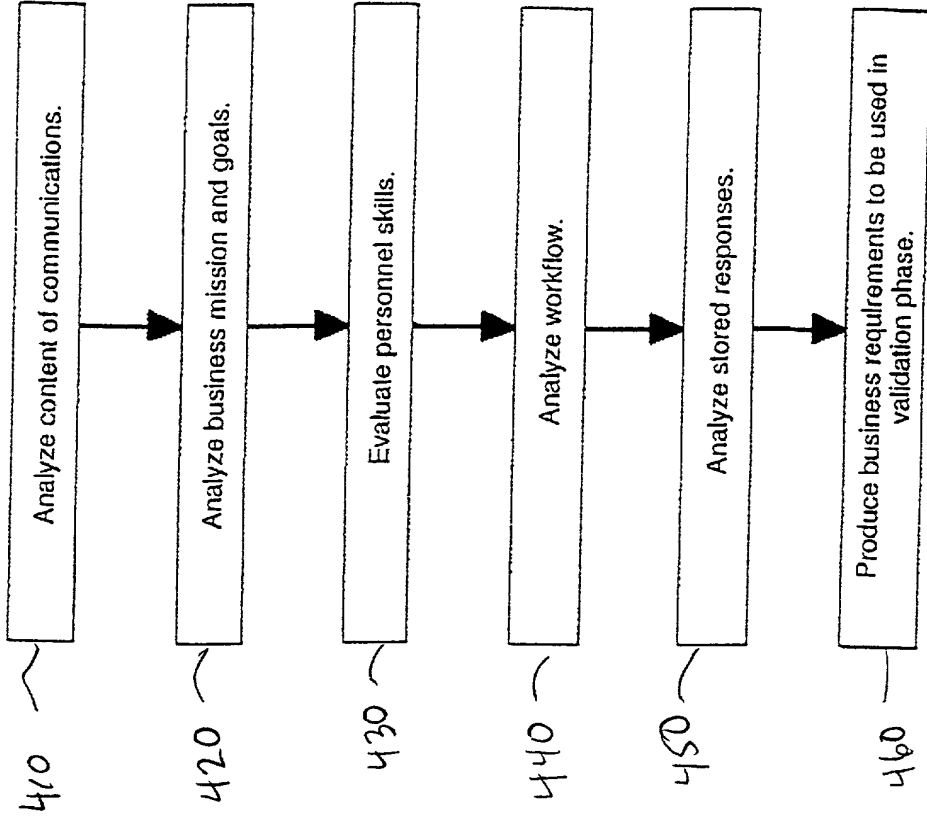 410
Analyze content of communications.
420
Analyze business mission and goals.
430
Evaluate personnel skills.
440
Analyze workflow.
450
Analyze stored responses.
460
Produce business requirements to be used in
validation phase.